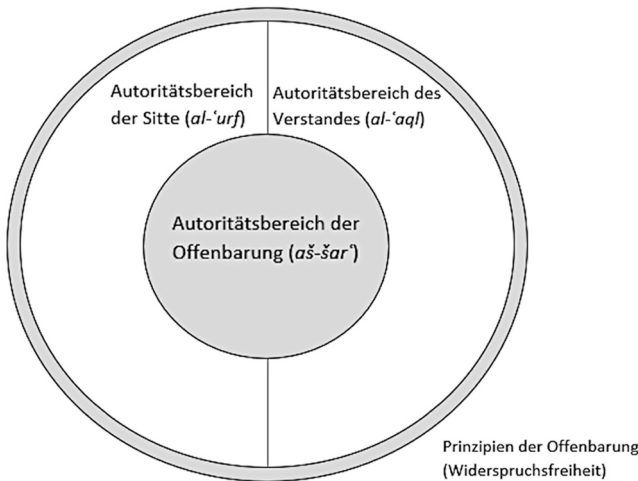 Autoritätsbereich
der Sitte (al-ʿurf)
Autoritätsbereich des
Verstandes (al-ʿaql)
Autoritätsbereich der
Offenbarung (aš-šarʿ)
Prinzipien der Offenbarung
(Widerspruchsfreiheit)